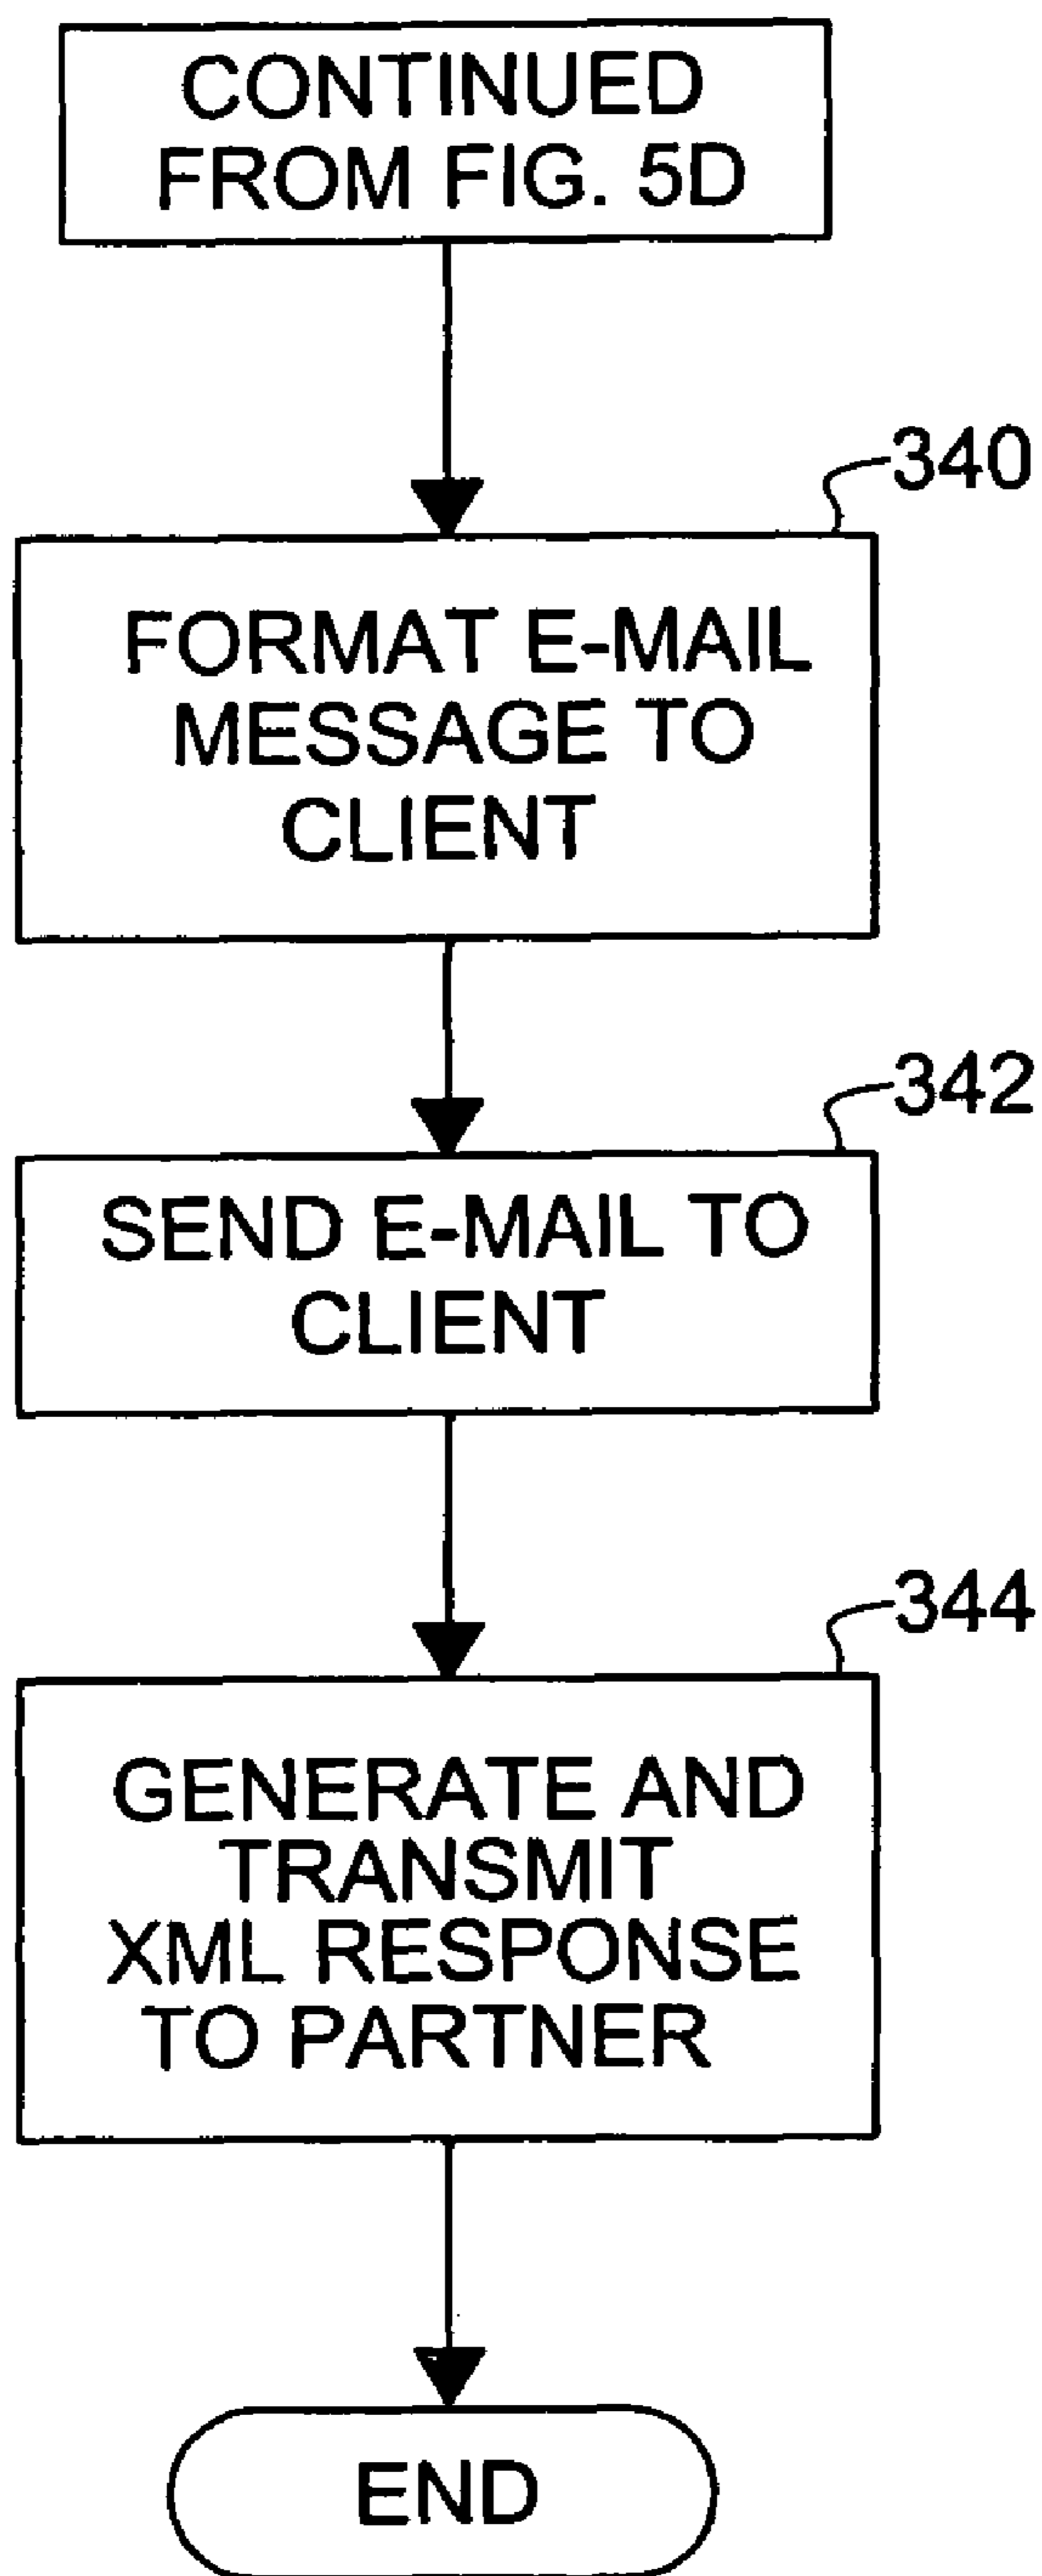 CONTINUED
FROM FIG. 5D
340
FORMAT E-MAIL
MESSAGE TO
CLIENT
342
SEND E-MAIL TO
CLIENT
344
GENERATE AND
TRANSMIT
XML RESPONSE
TO PARTNER
END